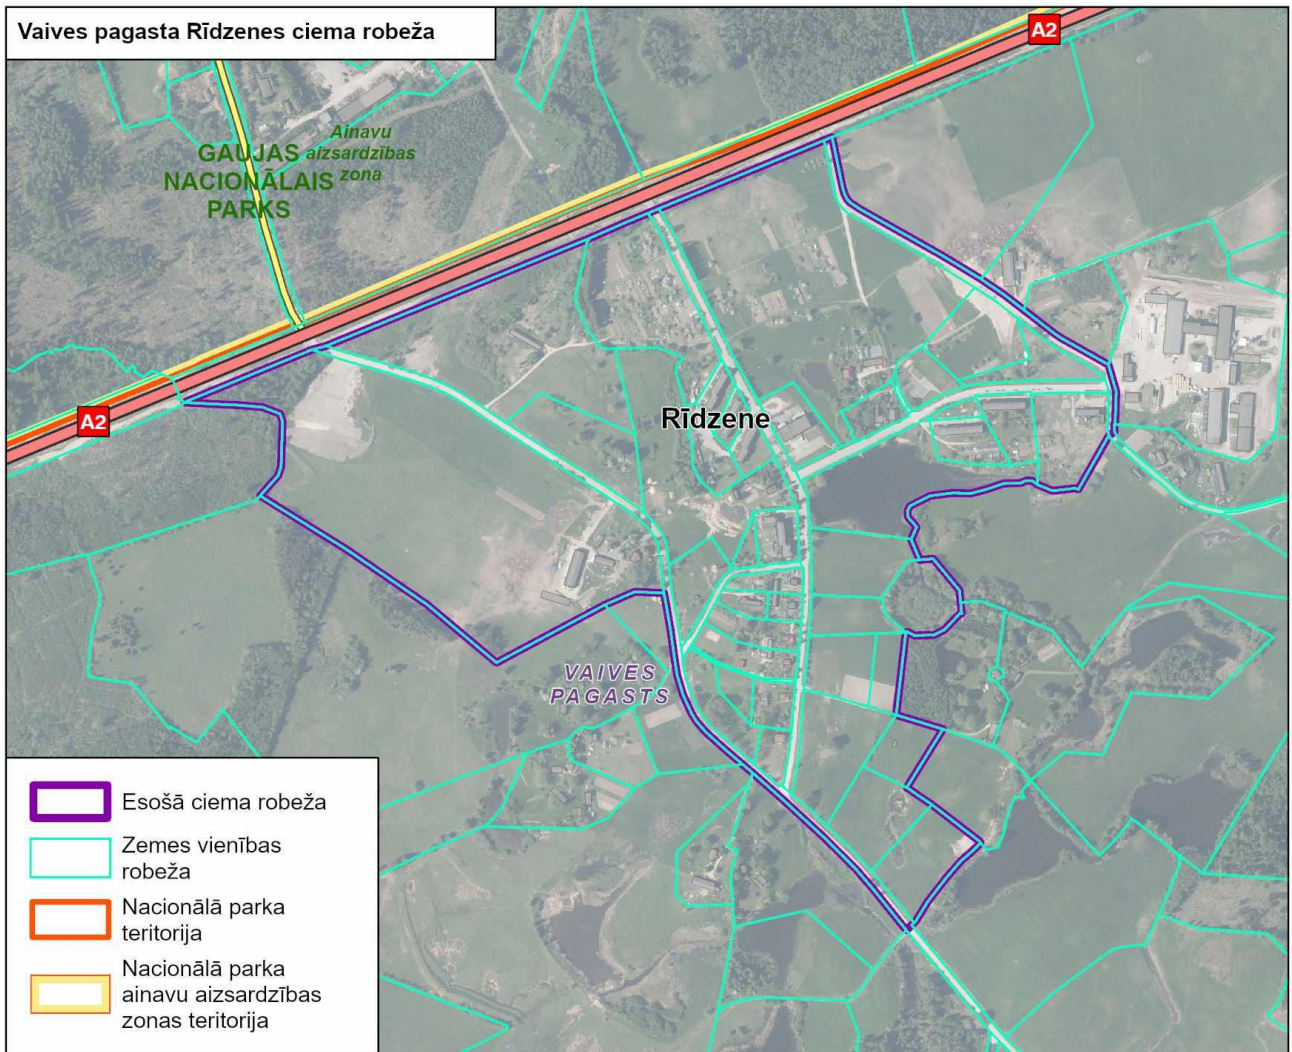 Vaives pagasta Rīdzenes ciema robeža
A2
Ainavu
GAUJAS aizsardzības
NACIONĀLAIS zona
PARKS
A2
Rīdzene
VAIVES
PAGASTS
Esošā ciema robeža
Zemes vienības
robeža
Nacionālā parka
teritorija
Nacionālā parka
ainavu aizsardzības
zonas teritorija